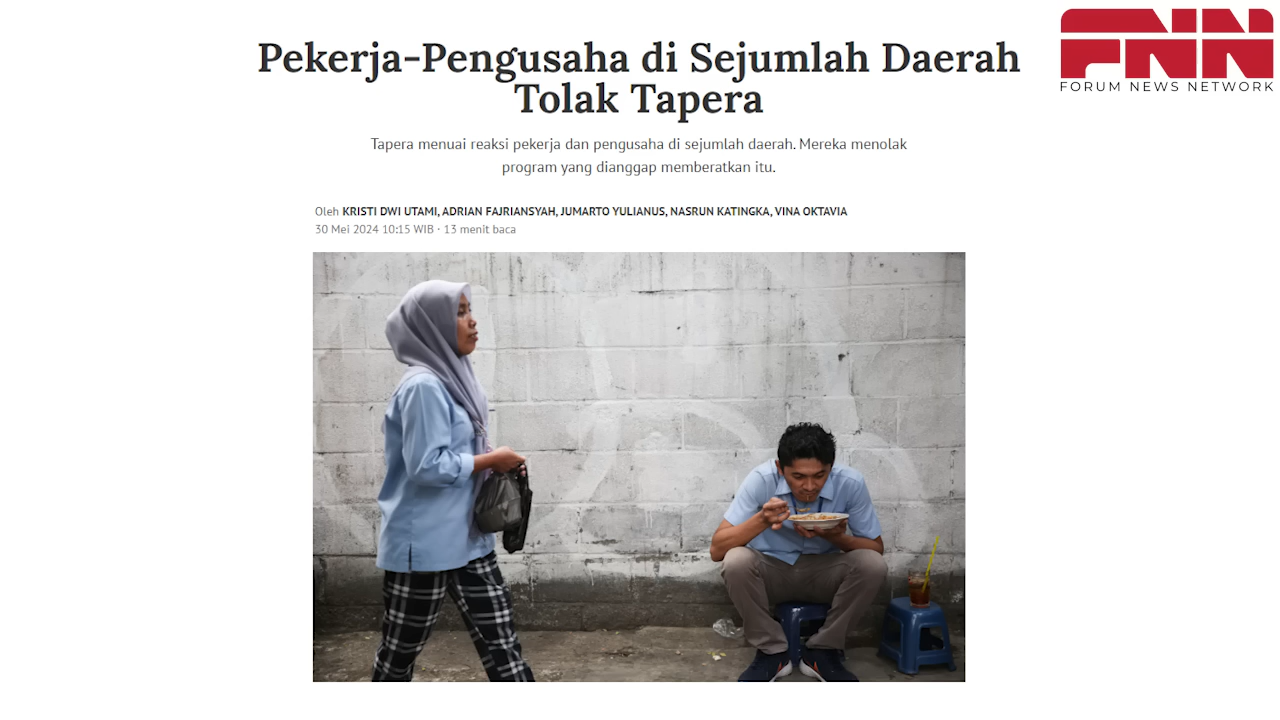 Pekerja-Pengusaha di Sejumlah Daerah
Tolak Tapera
FNN
FORUM NEWS NETWORK
Tapera menuai reaksi pekerja dan pengusaha di sejumlah daerah. Mereka menolak
program yang dianggap memberatkan itu.
Oleh KRISTI DWI UTAMI, ADRIAN FAJRIANSYAH, JUMARTO YULIANUS, NASRUN KATINGKA, VINA OKTAVIA
30 Mei 2024 10:15 WIB · 13 menit baca